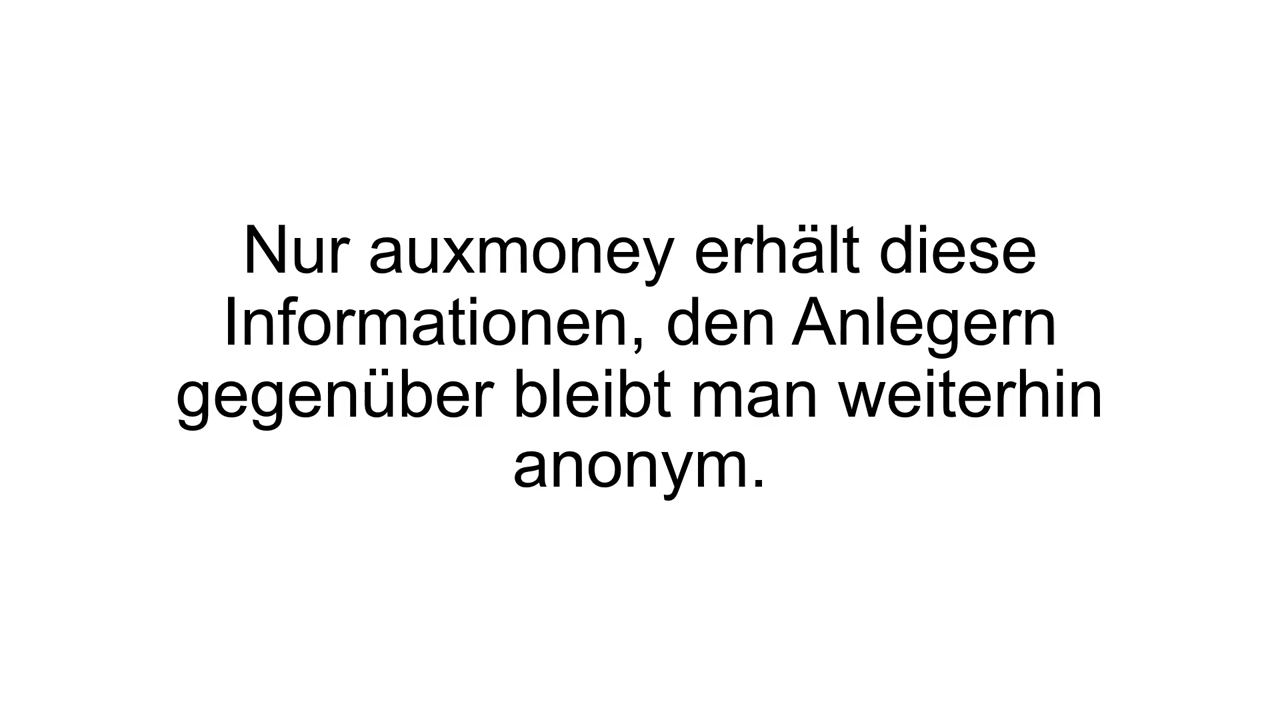 Nur auxmoney erhält diese
Informationen, den Anlegern
gegenüber bleibt man weiterhin
anonym.